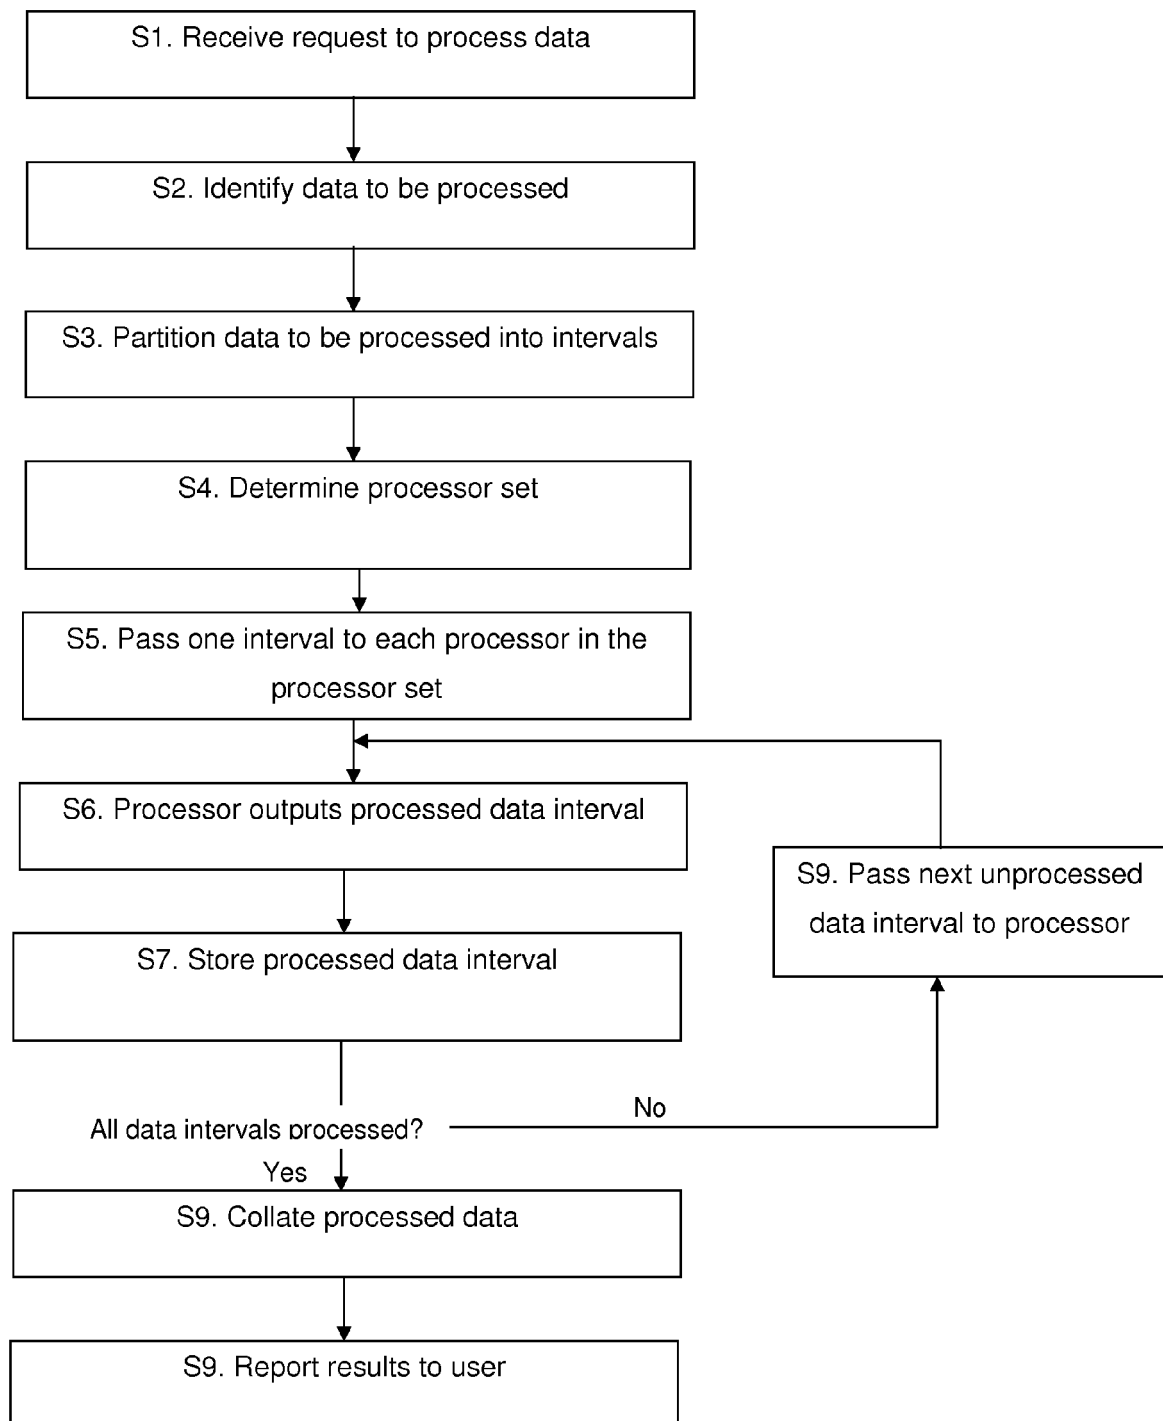 S1. Receive request to process data
S2. Identify data to be processed
S3. Partition data to be processed into intervals
S4. Determine processor set
S5. Pass one interval to each processor in the
processor set
S6. Processor outputs processed data interval
S9. Pass next unprocessed
data interval to processor
S7. Store processed data interval
No
All data intervals processed?
Yes
S9. Collate processed data
S9. Report results to user